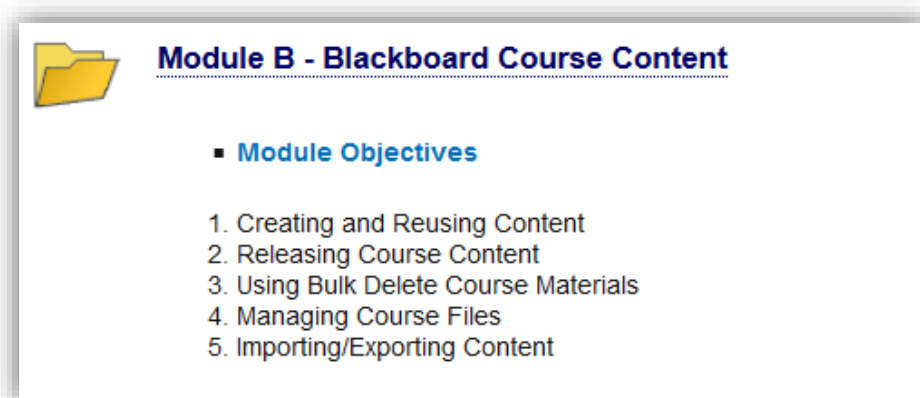 Module B - Blackboard Course Content
▪ Module Objectives
1. Creating and Reusing Content
2. Releasing Course Content
3. Using Bulk Delete Course Materials
4. Managing Course Files
5. Importing/Exporting Content